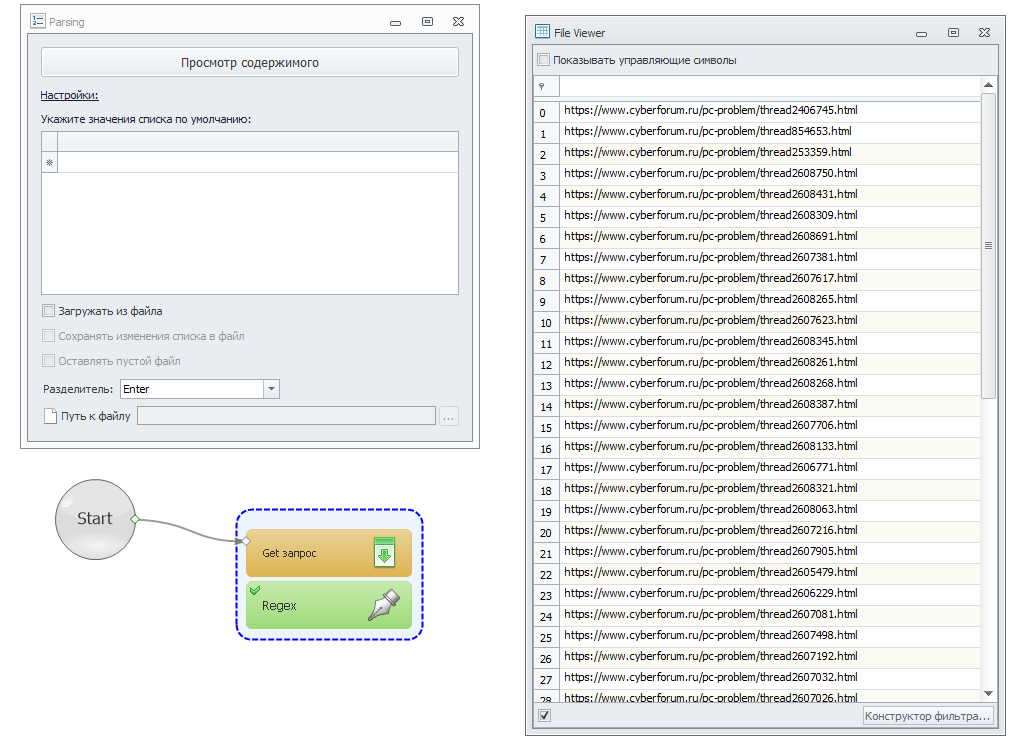 Parsing
Просмотр содержимого
Настройки:
Укажите значения списка по умолчанию:
Загружать из файла
Сохранять изменения списка в файл
Оставлять пустой файл
Разделитель: Enter
Путь к файлу ...
Start
Get запрос
Regex
File Viewer
Показывать управляющие символы
0 https://www.cyberforum.ru/pc-problem/thread2406745.html
1 https://www.cyberforum.ru/pc-problem/thread854653.html
2 https://www.cyberforum.ru/pc-problem/thread253359.html
3 https://www.cyberforum.ru/pc-problem/thread2608750.html
4 https://www.cyberforum.ru/pc-problem/thread2608431.html
5 https://www.cyberforum.ru/pc-problem/thread2608309.html
6 https://www.cyberforum.ru/pc-problem/thread2608691.html
7 https://www.cyberforum.ru/pc-problem/thread2607381.html
8 https://www.cyberforum.ru/pc-problem/thread2607617.html
9 https://www.cyberforum.ru/pc-problem/thread2608265.html
10 https://www.cyberforum.ru/pc-problem/thread2607623.html
11 https://www.cyberforum.ru/pc-problem/thread2608345.html
12 https://www.cyberforum.ru/pc-problem/thread2608261.html
13 https://www.cyberforum.ru/pc-problem/thread2608268.html
14 https://www.cyberforum.ru/pc-problem/thread2608387.html
15 https://www.cyberforum.ru/pc-problem/thread2607706.html
16 https://www.cyberforum.ru/pc-problem/thread2608133.html
17 https://www.cyberforum.ru/pc-problem/thread2606771.html
18 https://www.cyberforum.ru/pc-problem/thread2608321.html
19 https://www.cyberforum.ru/pc-problem/thread2608063.html
20 https://www.cyberforum.ru/pc-problem/thread2607216.html
21 https://www.cyberforum.ru/pc-problem/thread2607905.html
22 https://www.cyberforum.ru/pc-problem/thread2605479.html
23 https://www.cyberforum.ru/pc-problem/thread2606229.html
24 https://www.cyberforum.ru/pc-problem/thread2607081.html
25 https://www.cyberforum.ru/pc-problem/thread2607498.html
26 https://www.cyberforum.ru/pc-problem/thread2607192.html
27 https://www.cyberforum.ru/pc-problem/thread2607032.html
28 https://www.cyberforum.ru/pc-problem/thread2607026.html
Конструктор фильтра...